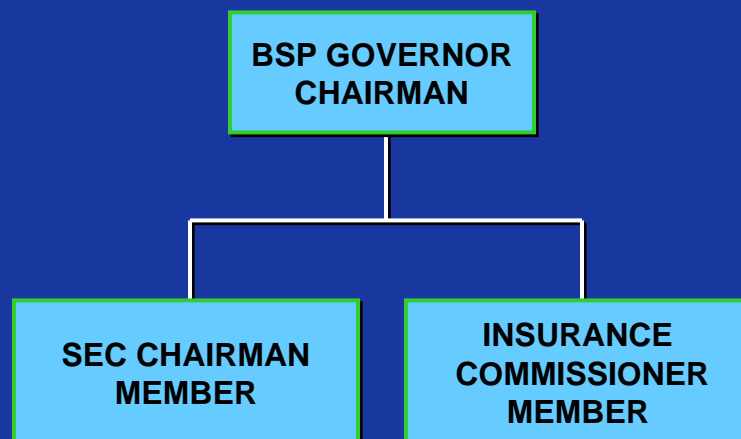 BSP GOVERNOR
CHAIRMAN
SEC CHAIRMAN
MEMBER
INSURANCE
COMMISSIONER
MEMBER